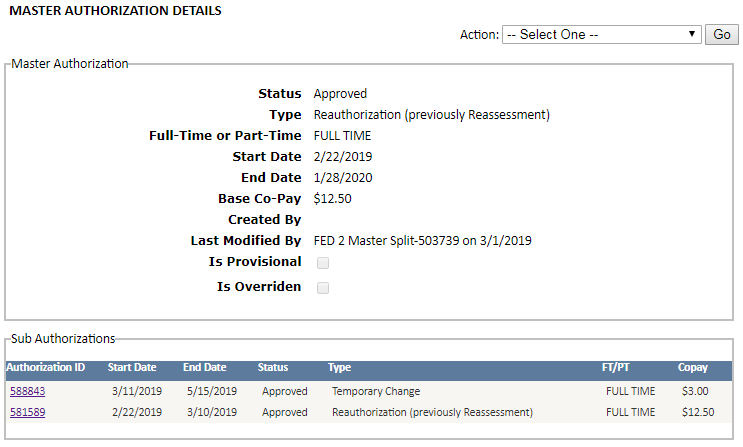 MASTER AUTHORIZATION DETAILS
Action: -- Select One -- Go
Master Authorization
Status Approved
Type Reauthorization (previously Reassessment)
Full-Time or Part-Time FULL TIME
Start Date 2/22/2019
End Date 1/28/2020
Base Co-Pay $12.50
Created By
Last Modified By FED 2 Master Split-503739 on 3/1/2019
Is Provisional
Is Overriden
Sub Authorizations
Authorization ID Start Date End Date Status Type FT/PT Copay
588843 3/11/2019 5/15/2019 Approved Temporary Change FULL TIME $3.00
581589 2/22/2019 3/10/2019 Approved Reauthorization (previously Reassessment) FULL TIME $12.50